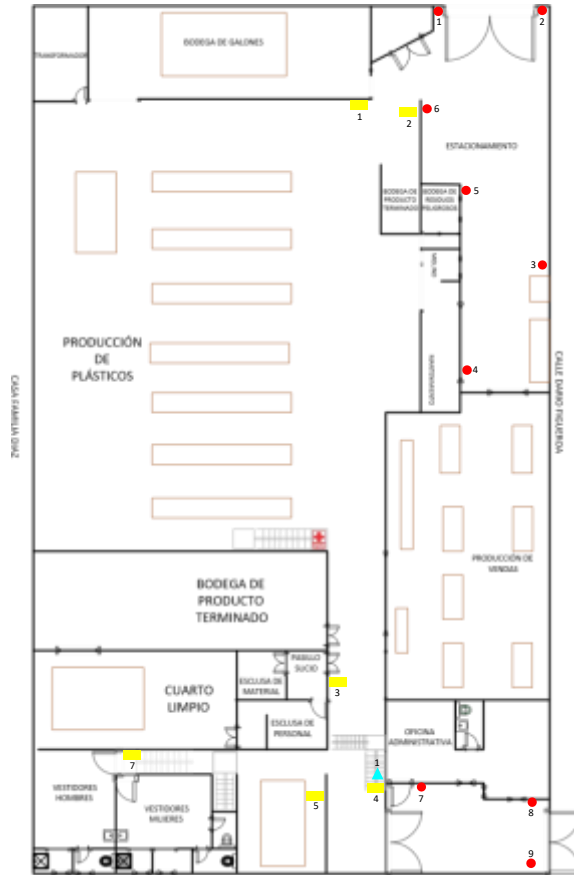 1
2
BODEGA DE GALONES
TRANSFORMADOR
1
2
6
ESTACIONAMIENTO
BODEGA DE
PRODUCTO
TERMINADO
BODEGA DE
RESIDUOS
PELIGROSOS
5
3
MOLINO
PRODUCCIÓN
DE
PLÁSTICOS
MANTENIMIENTO
4
CASA FAMILIA DIAZ
CALLE DARIO FIGUEROA
PRODUCCIÓN DE
VENDAS
BODEGA DE
PRODUCTO
TERMINADO
PASILLO
SUCIO
ESCLUSA DE
MATERIAL
CUARTO
LIMPIO
3
ESCLUSA DE
PERSONAL
OFICINA
ADMINISTRATIVA
7
1
VESTIDORES
HOMBRES
VESTIDORES
MUJERES
5
4
7
8
9